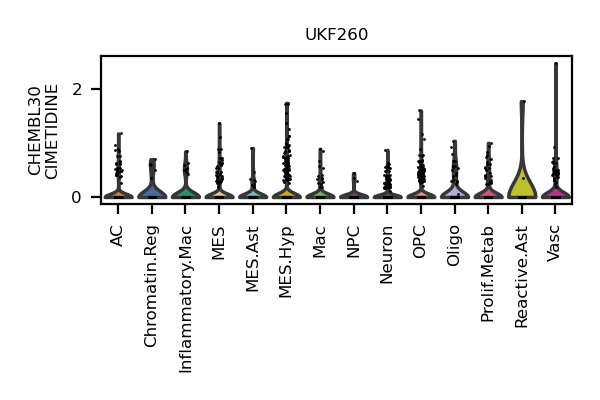 UKF260
CHEMBL30
CIMETIDINE
2
0
AC
Chromatin.Reg
Inflammatory.Mac
MES
MES.Ast
MES.Hyp
Mac
NPC
Neuron
OPC
Oligo
Prolif.Metab
Reactive.Ast
Vasc